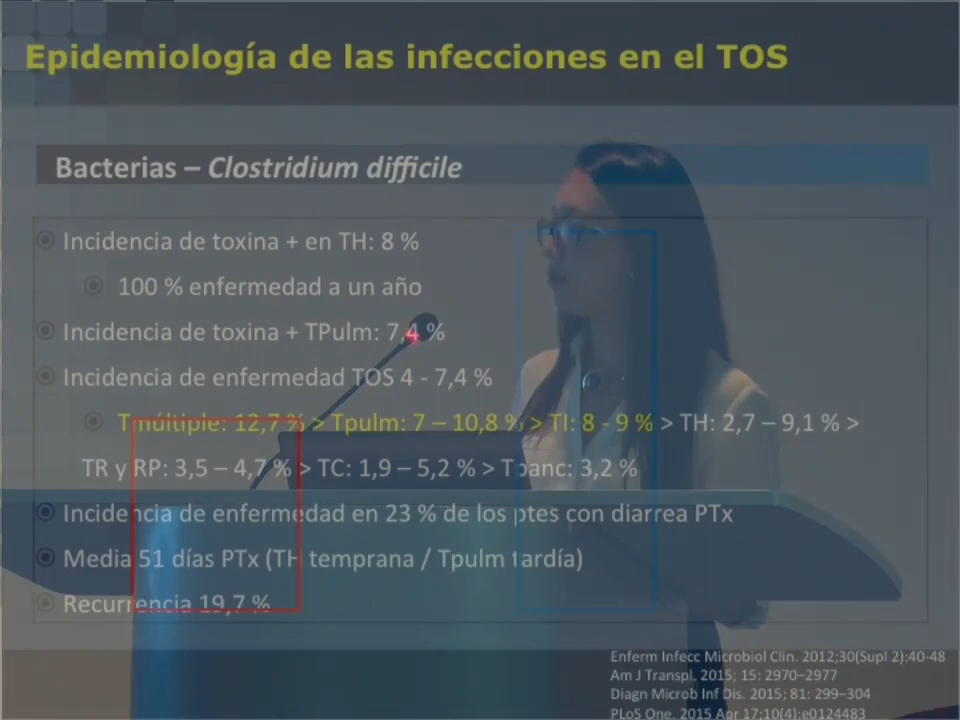 Epidemiología de las infecciones en el TOS
Bacterias – Clostridium difficile
Incidencia de toxina + en TH: 8 %
100 % enfermedad a un año
Incidencia de toxina + TPulm: 7,4 %
Incidencia de enfermedad TOS 4 - 7,4 %
Tmúltiple: 12,7 % > Tpulm: 7 – 10,8 % > TI: 8 - 9 % > TH: 2,7 – 9,1 % >
TR y RP: 3,5 – 4,7 % > TC: 1,9 – 5,2 % > Tpanc: 3,2 %
Incidencia de enfermedad en 23 % de los ptes con diarrea PTx
Media 51 días PTx (TH temprana / Tpulm tardía)
Recurrencia 19,7 %
Enferm Infecc Microbiol Clin. 2012;30(Supl 2):40-48
Am J Transpl. 2015; 15: 2970–2977
Diagn Microb Inf Dis. 2015; 81: 299–304
PLoS One. 2015 Apr 17;10(4):e0124483